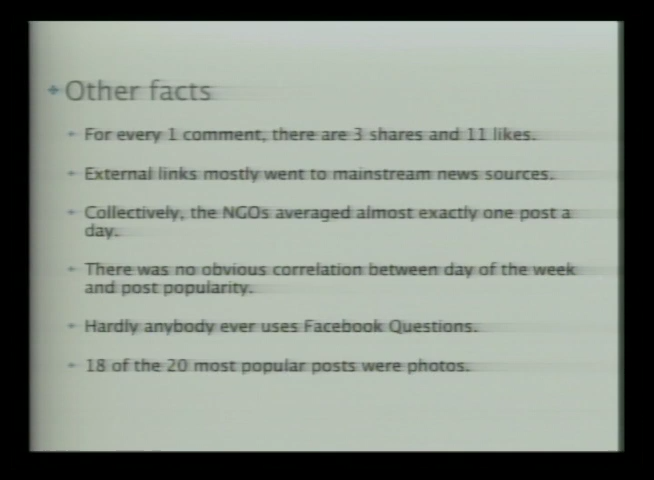 Other facts
For every 1 comment, there are 3 shares and 11 likes.
External links mostly went to mainstream news sources.
Collectively, the NGOs averaged almost exactly one post a
day.
There was no obvious correlation between day of the week
and post popularity.
Hardly anybody ever uses Facebook Questions.
18 of the 20 most popular posts were photos.